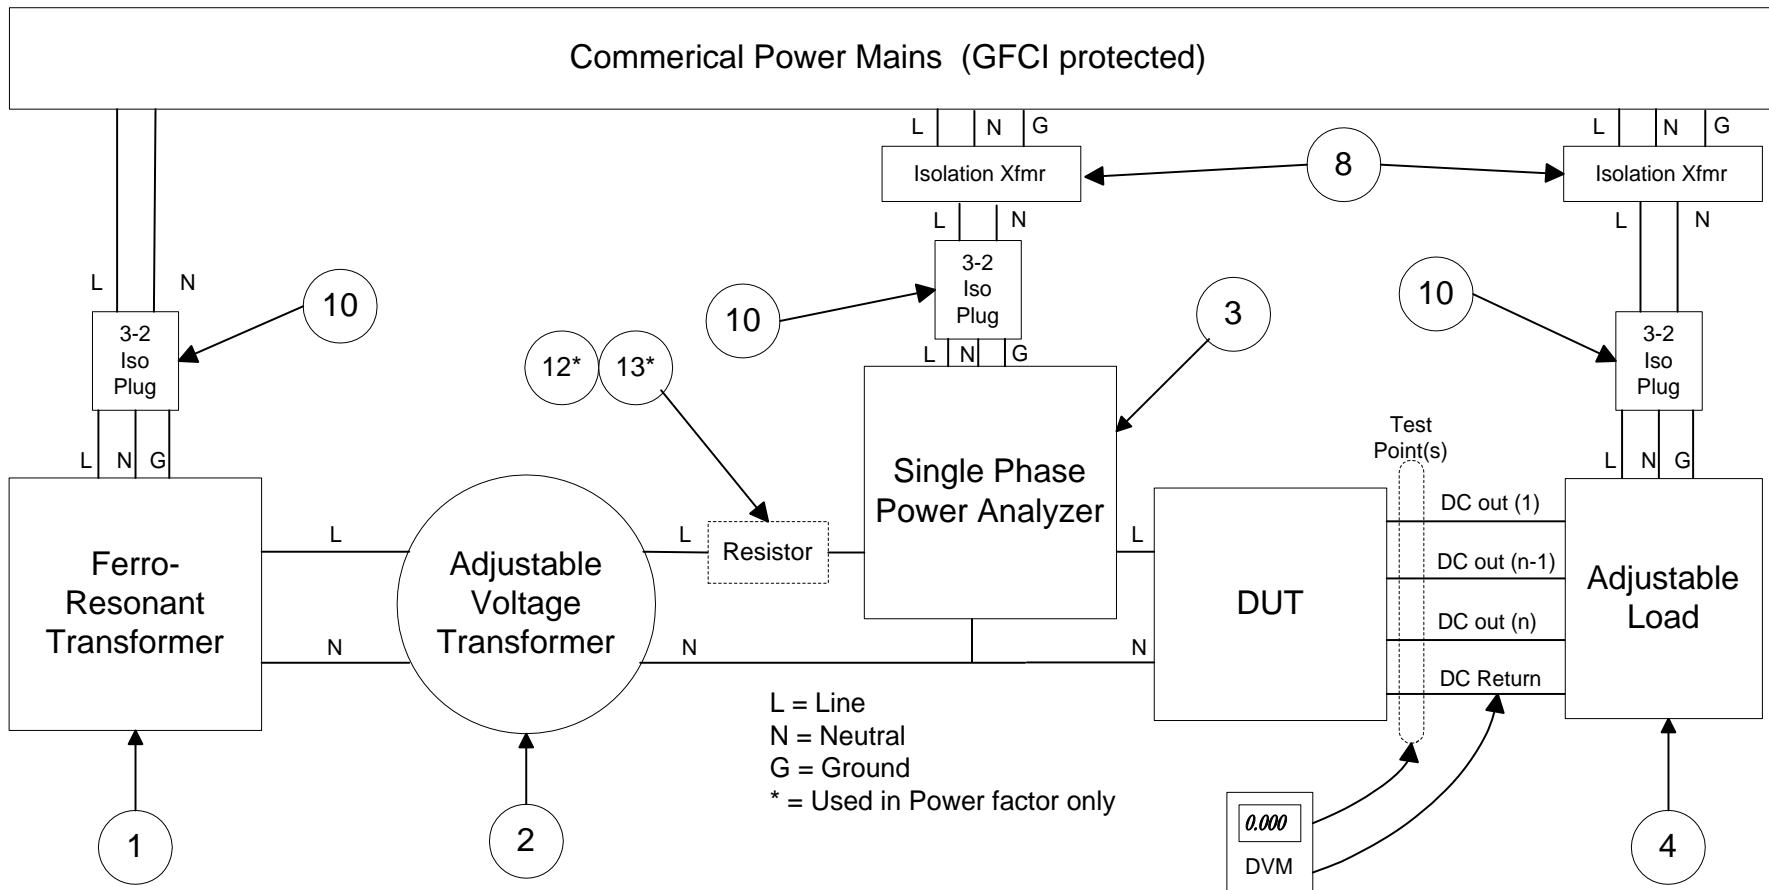 Commerical Power Mains (GFCI protected)
L N G
L N G
Isolation Xfmr
8
Isolation Xfmr
L N
L N
L N
3-2
Iso
Plug
10
3-2
Iso
Plug
10
3
10
3-2
Iso
Plug
12*
13*
L N G
L N G
L N G
Test
Point(s)
Ferro-
Resonant
Transformer
L
N
Adjustable
Voltage
Transformer
L
N
Resistor
Single Phase
Power Analyzer
L
N
DUT
DC out (1)
DC out (n-1)
DC out (n)
DC Return
Adjustable
Load
L = Line
N = Neutral
G = Ground
* = Used in Power factor only
1
2
0.000
DVM
4